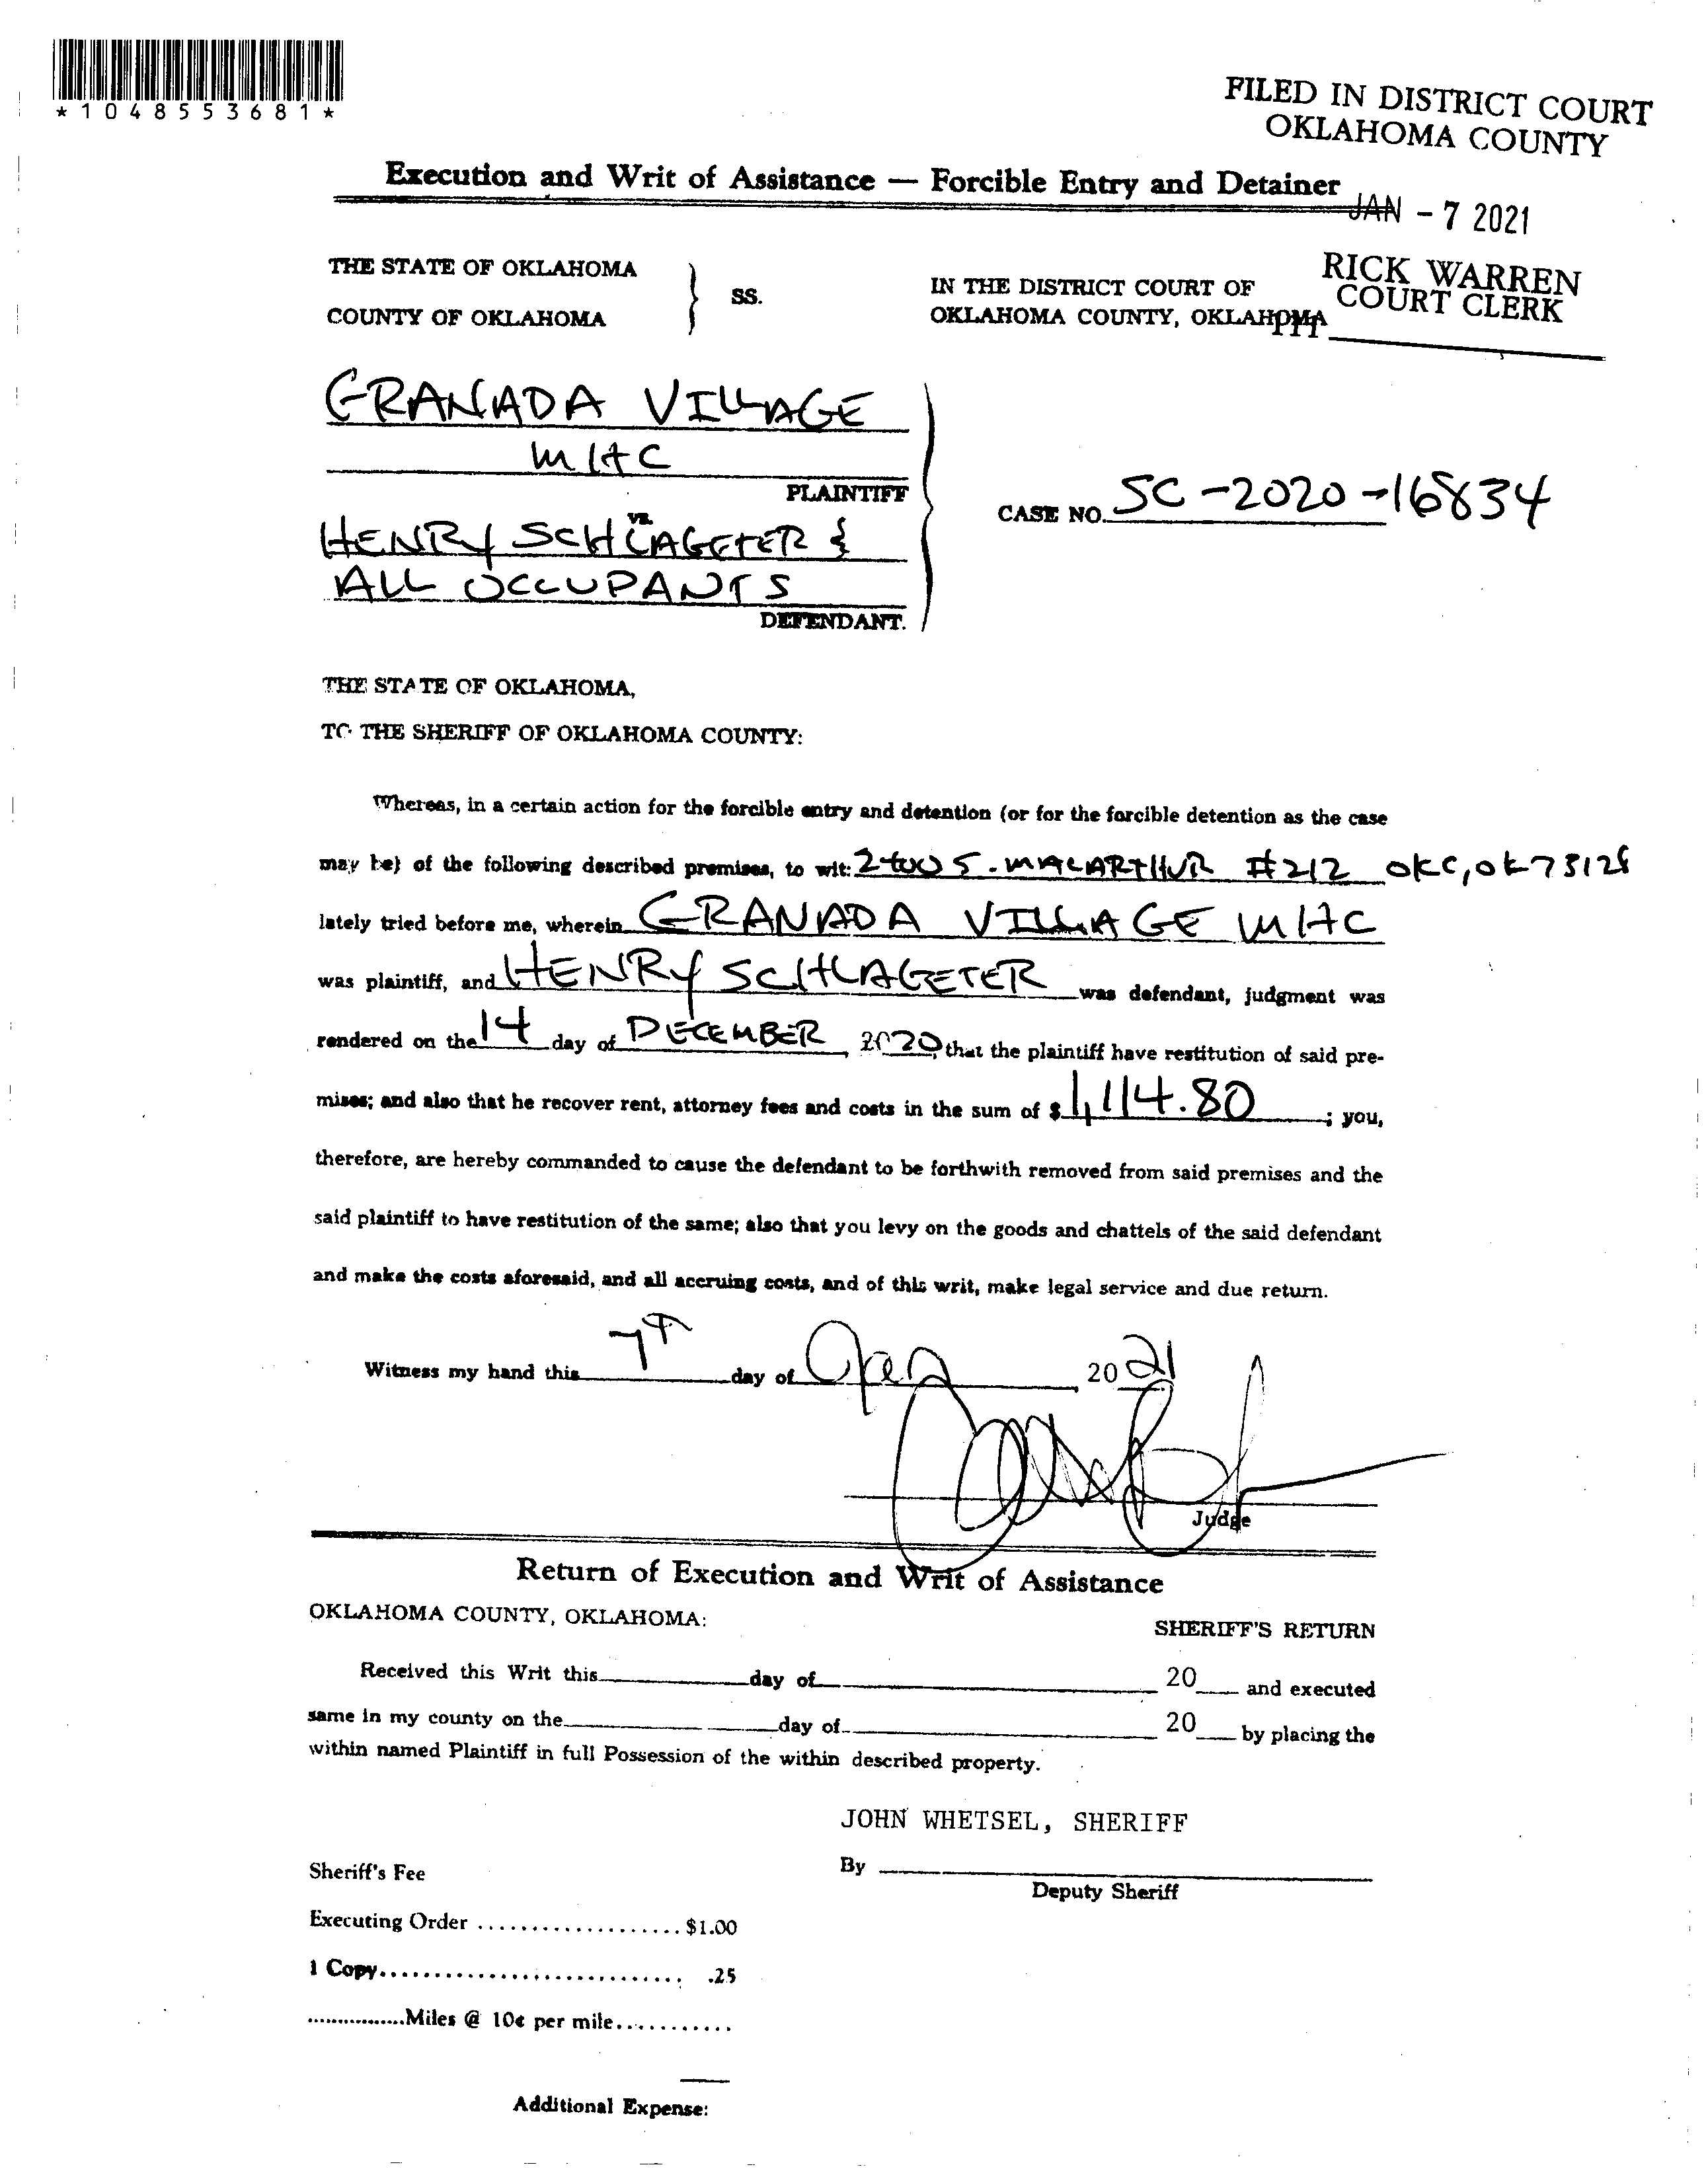 *1048553681*
FILED IN DISTRICT COURT
OKLAHOMA COUNTY
Execution and Writ of Assistance — Forcible Entry and Detainer
JAN - 7 2021
RICK WARREN
COURT CLERK
THE STATE OF OKLAHOMA
COUNTY OF OKLAHOMA
SS.
IN THE DISTRICT COURT OF
OKLAHOMA COUNTY, OKLAHOMA
GRANADA VILLAGE
MHC
PLAINTIFF
vs.
HENRY SCHLAGETER &
ALL OCCUPANTS
DEFENDANT.
CASE NO. SC-2020-16834
THE STATE OF OKLAHOMA,
TO THE SHERIFF OF OKLAHOMA COUNTY:
Whereas, in a certain action for the forcible entry and detention (or for the forcible detention as the case
may be) of the following described premises, to wit: S. MACARTHUR #212 OKC, OK
lately tried before me, wherein GRANADA VILLAGE MHC
was plaintiff, and HENRY SCHLAGETER was defendant, judgment was
rendered on the 14 day of DECEMBER, 2020, that the plaintiff have restitution of said pre-
mises; and also that he recover rent, attorney fees and costs in the sum of $ 1,114.80; you,
therefore, are hereby commanded to cause the defendant to be forthwith removed from said premises and the
said plaintiff to have restitution of the same; also that you levy on the goods and chattels of the said defendant
and make the costs aforesaid, and all accruing costs, and of this writ, make legal service and due return.
Witness my hand this 7th day of Jan, 2021
Judge
Return of Execution and Writ of Assistance
OKLAHOMA COUNTY, OKLAHOMA:
SHERIFF'S RETURN
Received this Writ this ____ day of ____ 20__ and executed
same in my county on the ____ day of ____ 20__ by placing the
within named Plaintiff in full Possession of the within described property.
JOHN WHETSEL, SHERIFF
By ____
Deputy Sheriff
Sheriff's Fee
Executing Order ................... $1.00
1 Copy............................ .25
................Miles @ 10¢ per mile...........
Additional Expense: